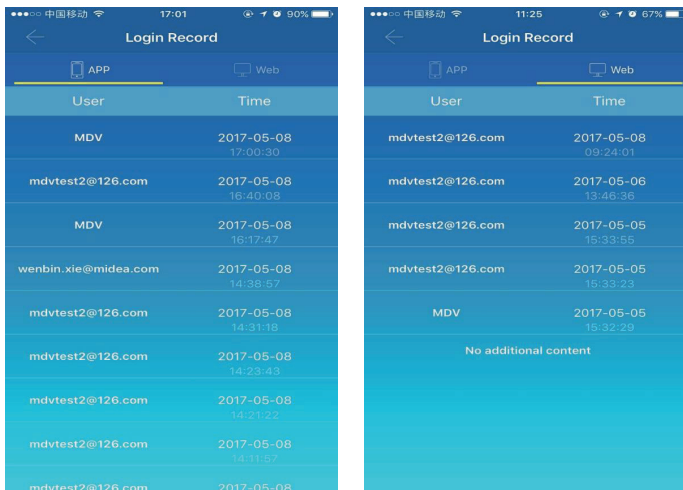 中国移动 17:01 90%
Login Record
APP Web
User Time
MDV 2017-05-08
17:00:30
mdvtest2@126.com 2017-05-08
16:40:08
MDV 2017-05-08
16:17:47
wenbin.xie@midea.com 2017-05-08
14:38:57
mdvtest2@126.com 2017-05-08
14:31:18
mdvtest2@126.com 2017-05-08
14:23:43
mdvtest2@126.com 2017-05-08
14:21:22
mdvtest2@126.com 2017-05-08
14:11:57
mdvtest2@126.com 2017-05-08
中国移动 11:25 67%
Login Record
APP Web
User Time
mdvtest2@126.com 2017-05-08
09:24:01
mdvtest2@126.com 2017-05-06
13:46:36
mdvtest2@126.com 2017-05-05
15:33:55
mdvtest2@126.com 2017-05-05
15:33:23
MDV 2017-05-05
15:32:29
No additional content